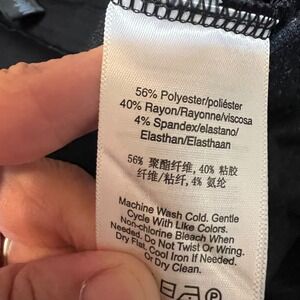 56% Polyester/poliéster
40% Rayon/Rayonne/viscosa
4% Spandex/elastano/
Elasthan/Elasthaan
56% 聚酯纤维, 40% 粘胶
纤维/粘纤, 4% 氨纶
Machine Wash Cold. Gentle
Cycle With Like Colors.
Non-chlorine Bleach When
Needed. Do Not Twist Or Wring.
Dry Flat, Cool Iron If Needed.
Or Dry Clean.
P